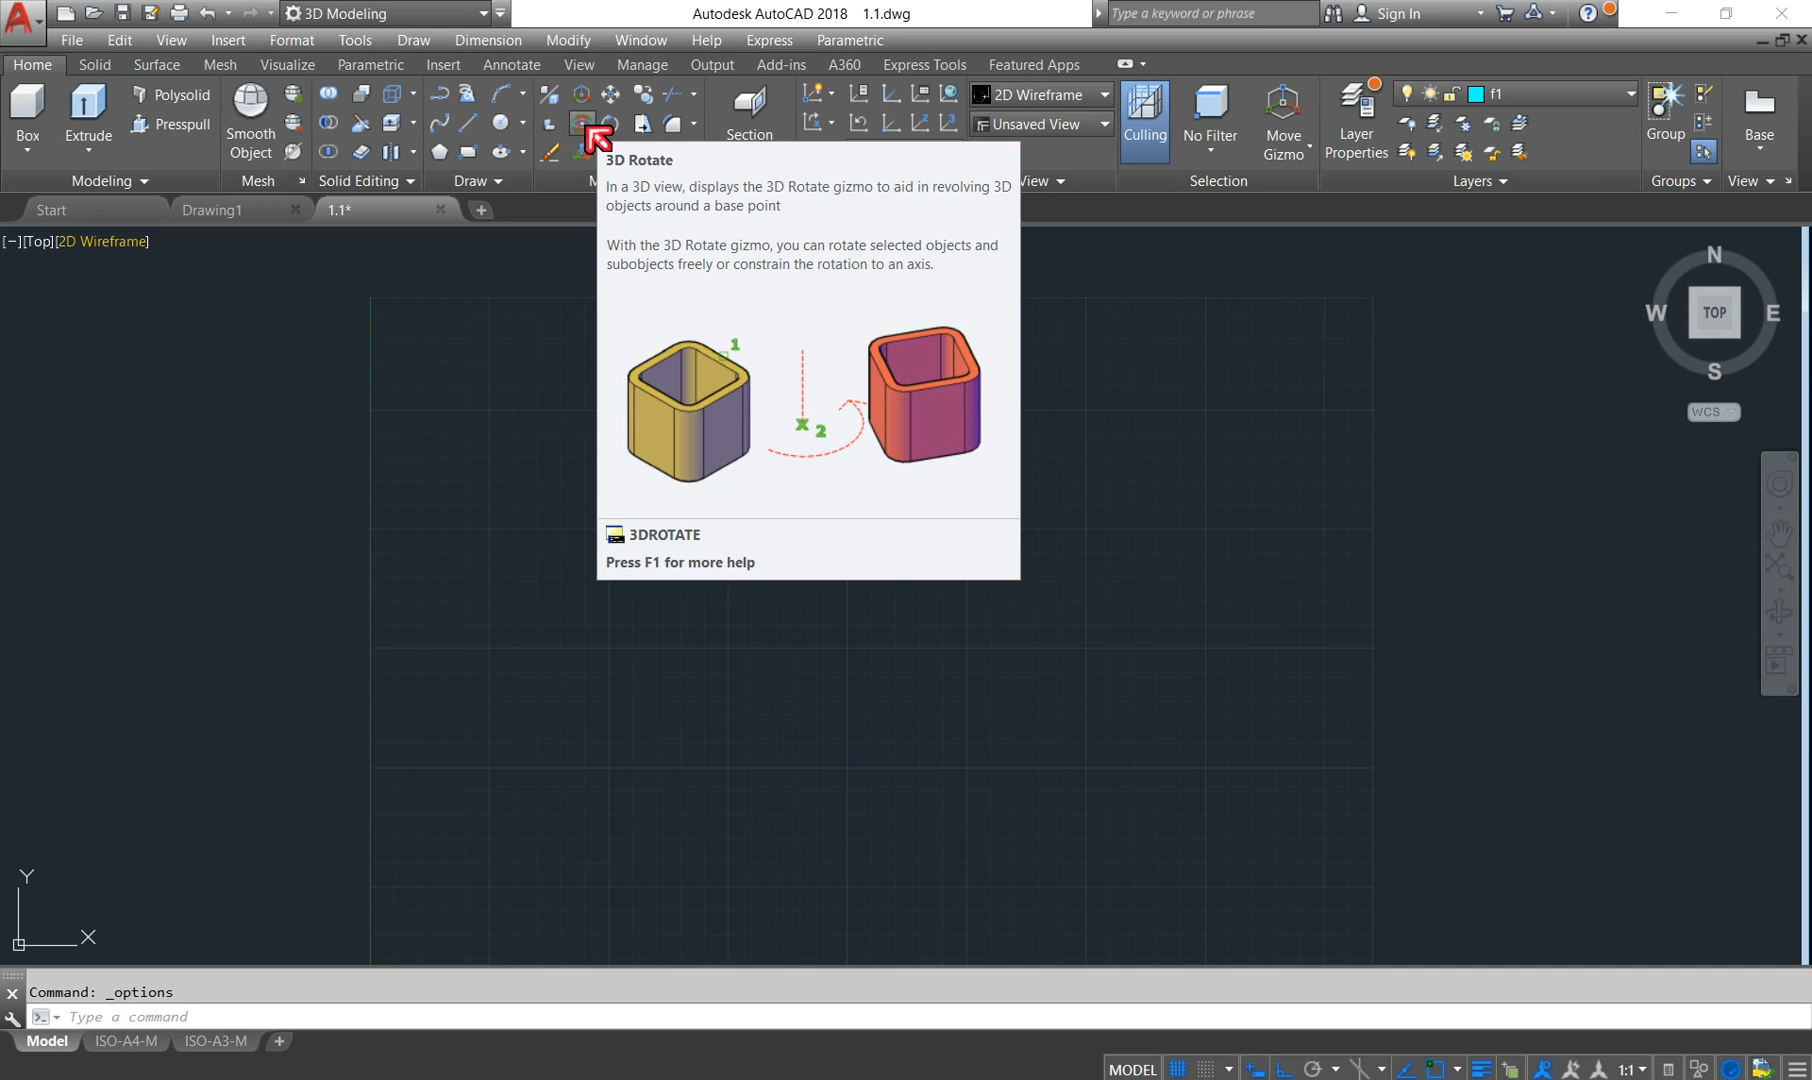 3D Modeling
Autodesk AutoCAD 2018 1.1.dwg
Type a keyword or phrase
Sign In
File Edit View Insert Format Tools Draw Dimension Modify Window Help Express Parametric
Home Solid Surface Mesh Visualize Parametric Insert Annotate View Manage Output Add-ins A360 Express Tools Featured Apps
Box
Extrude
Polysolid
Presspull
Smooth
Object
Section
2D Wireframe
Unsaved View
Culling
No Filter
Move
Gizmo
Layer
Properties
f1
Group
Base
Modeling
Mesh
Solid Editing
Draw
M
View
Selection
Layers
Groups
View
Start
Drawing1
1.1*
[−][Top][2D Wireframe]
3D Rotate
In a 3D view, displays the 3D Rotate gizmo to aid in revolving 3D
objects around a base point
With the 3D Rotate gizmo, you can rotate selected objects and
subobjects freely or constrain the rotation to an axis.
1
2
3DROTATE
Press F1 for more help
N
W
TOP
E
S
WCS
Y
X
Command: _options
Type a command
Model
ISO-A4-M
ISO-A3-M
MODEL
1:1